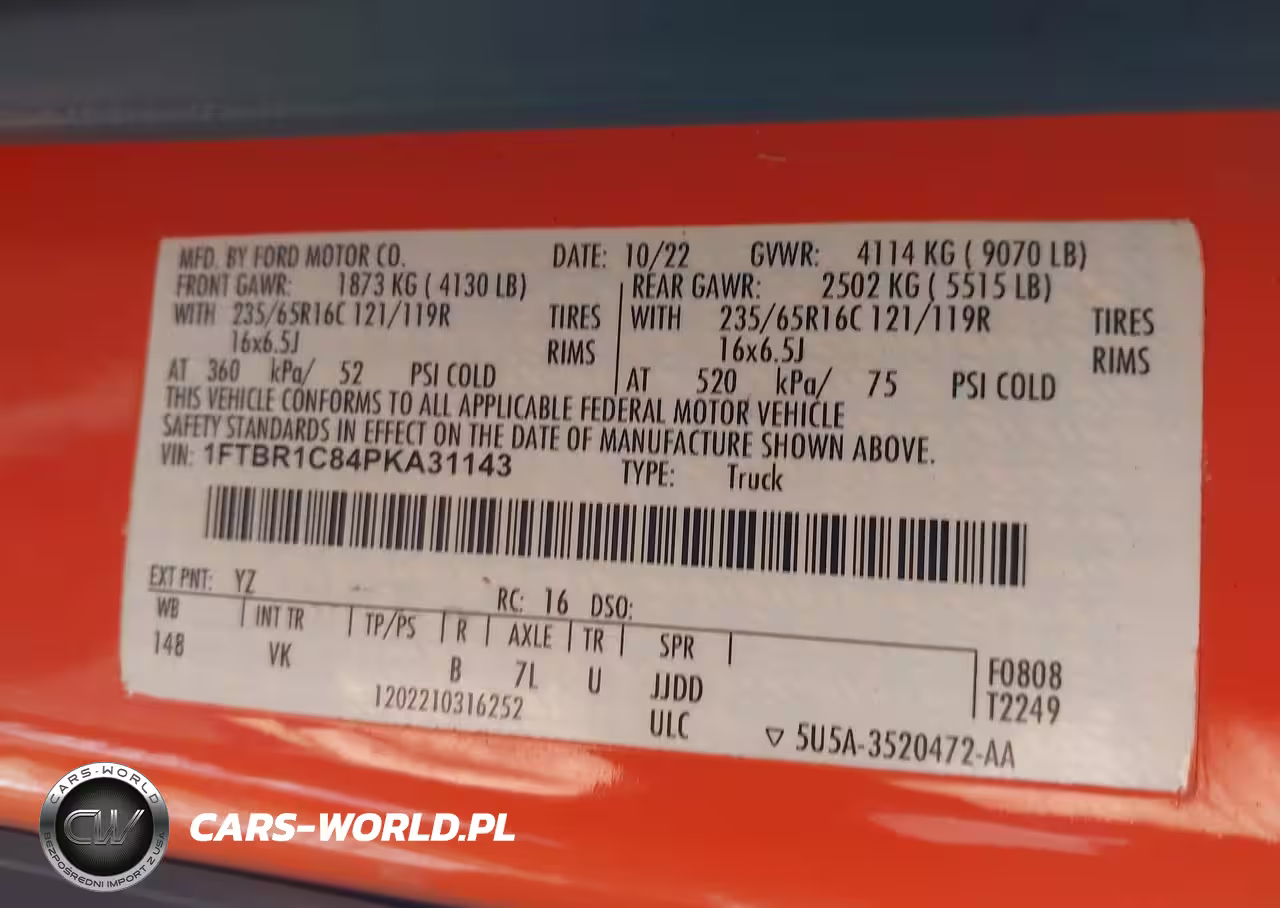 MFD. BY FORD MOTOR CO. DATE: 10/22 GVWR: 4114 KG ( 9070 LB)
FRONT GAWR: 1873 KG ( 4130 LB) REAR GAWR: 2502 KG ( 5515 LB)
WITH 235/65R16C 121/119R TIRES WITH 235/65R16C 121/119R TIRES
16x6.5J RIMS 16x6.5J RIMS
AT 360 kPa/ 52 PSI COLD AT 520 kPa/ 75 PSI COLD
THIS VEHICLE CONFORMS TO ALL APPLICABLE FEDERAL MOTOR VEHICLE
SAFETY STANDARDS IN EFFECT ON THE DATE OF MANUFACTURE SHOWN ABOVE.
VIN: 1FTBR1C84PKA31143 TYPE: Truck
EXT PNT: YZ RC: 16 DSO:
WB INT TR TP/PS R AXLE TR SPR
148 VK B 7L U JJDD F0808
1202210316252 ULC T2249
▽ 5U5A-3520472-AA
CARS-WORLD
CW
BEZPOŚREDNI IMPORT Z USA
CARS-WORLD.PL